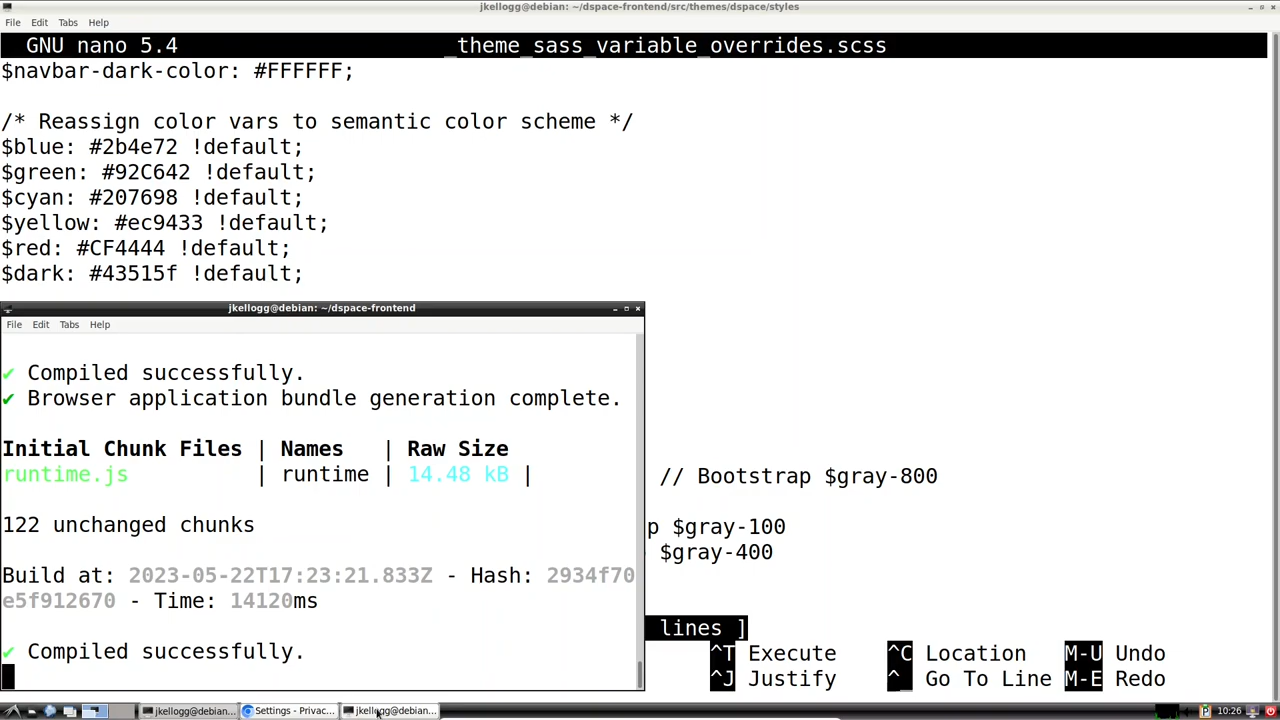 jkellogg@debian: ~/dspace-frontend/src/themes/dspace/styles
File Edit Tabs Help
GNU nano 5.4 _theme_sass_variable_overrides.scss
$navbar-dark-color: #FFFFFF;
/* Reassign color vars to semantic color scheme */
$blue: #2b4e72 !default;
$green: #92C642 !default;
$cyan: #207698 !default;
$yellow: #ec9433 !default;
$red: #CF4444 !default;
$dark: #43515f !default;
jkellogg@debian: ~/dspace-frontend
File Edit Tabs Help
✔ Compiled successfully.
✔ Browser application bundle generation complete.
Initial Chunk Files | Names | Raw Size
runtime.js | runtime | 14.48 kB |
122 unchanged chunks
Build at: 2023-05-22T17:23:21.833Z - Hash: 2934f70
e5f912670 - Time: 14120ms
✔ Compiled successfully.
// Bootstrap $gray-800
p $gray-100
$gray-400
lines ]
^T Execute ^C Location M-U Undo
^J Justify ^_ Go To Line M-E Redo
jkellogg@debian... Settings - Privac... jkellogg@debian... 10:26